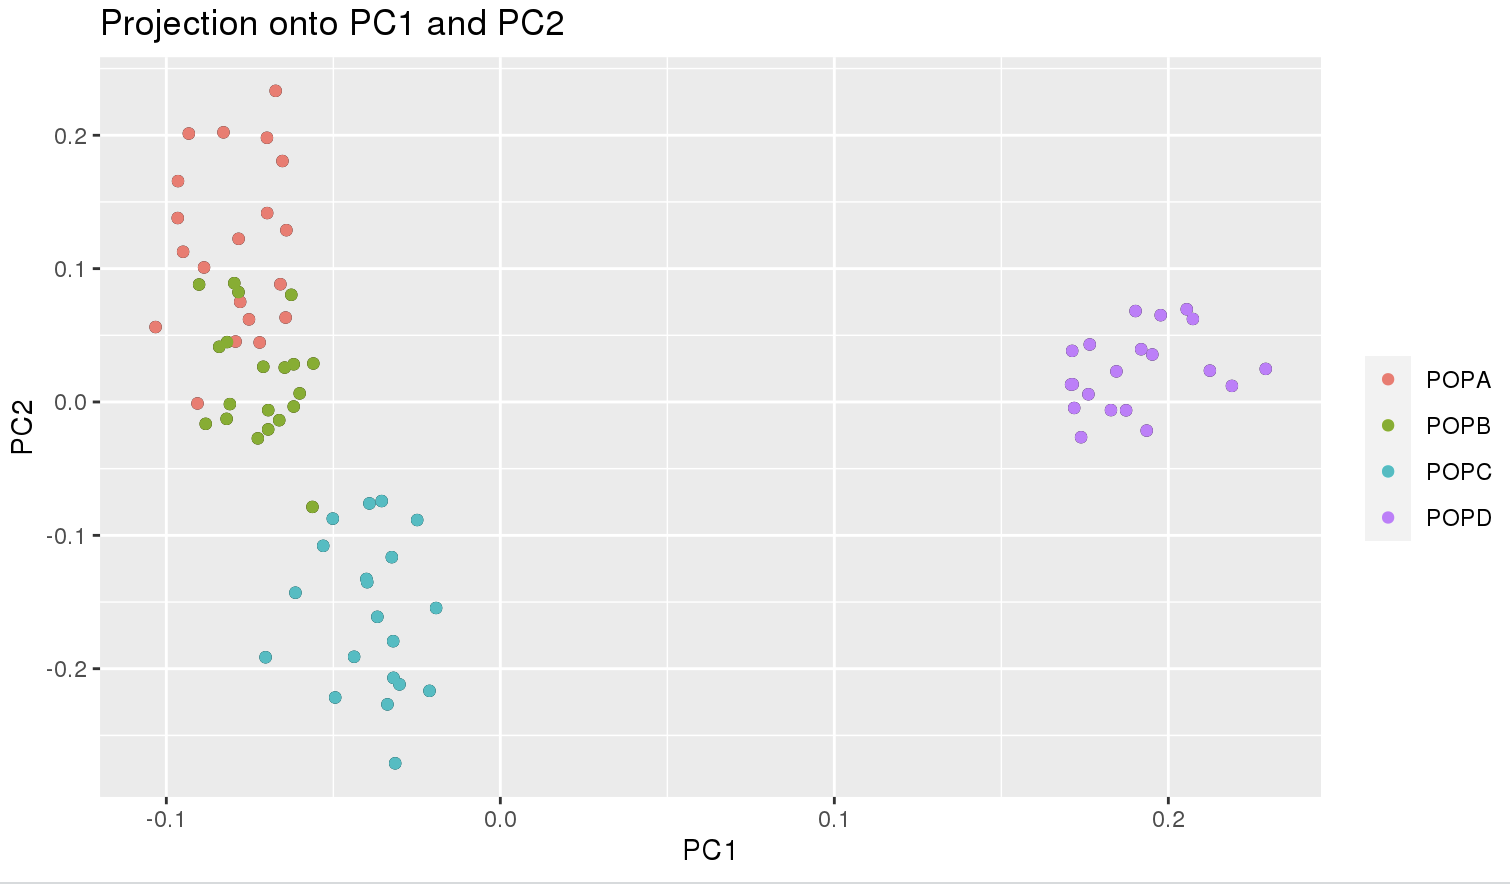 Projection onto PC1 and PC2
0.2
0.1
0.0
-0.1
-0.2
PC2
-0.1
0.0
0.1
0.2
PC1
POPA
POPB
POPC
POPD